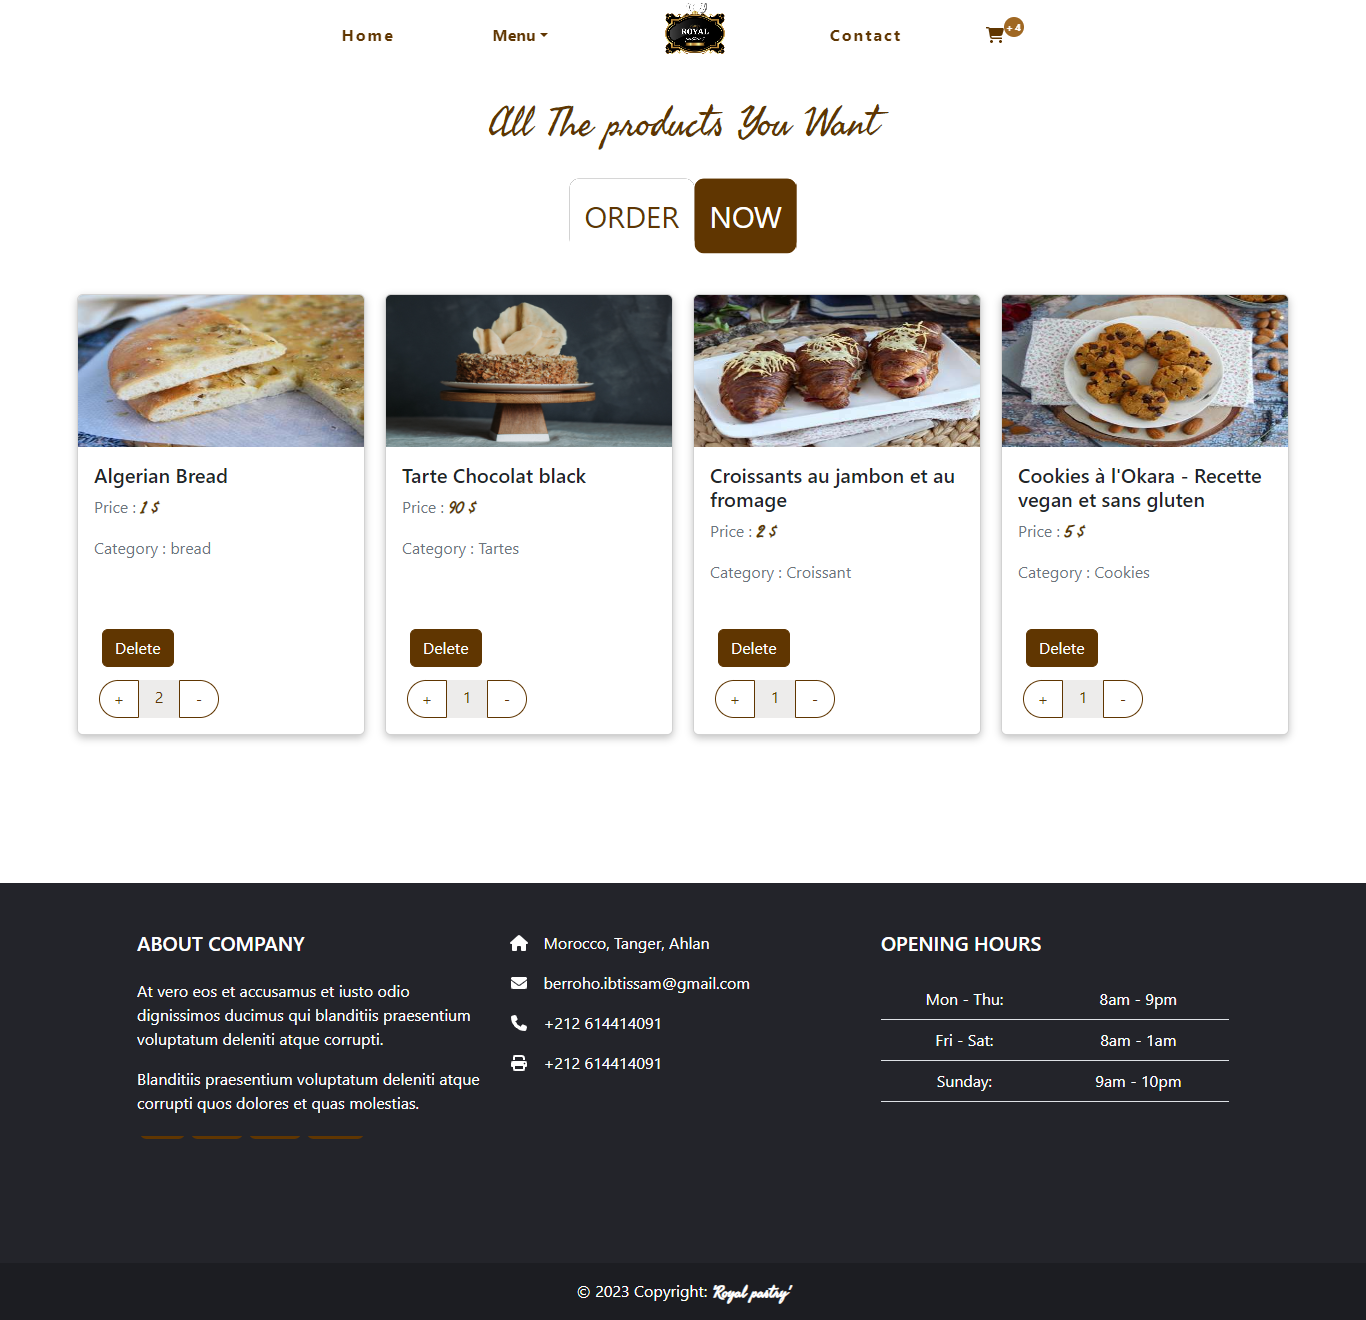 Home
Menu
ROYAL
Contact
+4
All The products You Want
ORDER
NOW
Algerian Bread
Price : 1 $
Category : bread
Delete
+ 2 -
Tarte Chocolat black
Price : 90 $
Category : Tartes
Delete
+ 1 -
Croissants au jambon et au
fromage
Price : 2 $
Category : Croissant
Delete
+ 1 -
Cookies à l'Okara - Recette
vegan et sans gluten
Price : 5 $
Category : Cookies
Delete
+ 1 -
ABOUT COMPANY
At vero eos et accusamus et iusto odio
dignissimos ducimus qui blanditiis praesentium
voluptatum deleniti atque corrupti.
Blanditiis praesentium voluptatum deleniti atque
corrupti quos dolores et quas molestias.
Morocco, Tanger, Ahlan
berroho.ibtissam@gmail.com
+212 614414091
+212 614414091
OPENING HOURS
Mon - Thu: 8am - 9pm
Fri - Sat: 8am - 1am
Sunday: 9am - 10pm
© 2023 Copyright: 'Royal pastry'